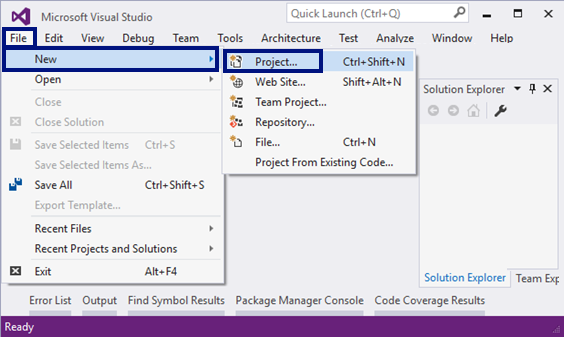 Microsoft Visual Studio
Quick Launch (Ctrl+Q)
File Edit View Debug Team Tools Architecture Test Analyze Window Help
New
Open
Close
Close Solution
Save Selected Items Ctrl+S
Save Selected Items As...
Save All Ctrl+Shift+S
Export Template...
Recent Files
Recent Projects and Solutions
Exit Alt+F4
Project... Ctrl+Shift+N
Web Site... Shift+Alt+N
Team Project...
Repository...
File... Ctrl+N
Project From Existing Code...
Solution Explorer
Solution Explorer Team Exp
Error List Output Find Symbol Results Package Manager Console Code Coverage Results
Ready